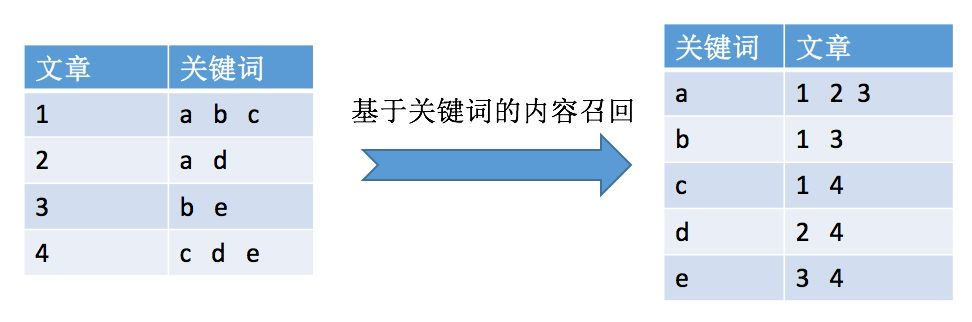 文章 关键词
1 a b c
2 a d
3 b e
4 c d e
基于关键词的内容召回
关键词 文章
a 1 2 3
b 1 3
c 1 4
d 2 4
e 3 4